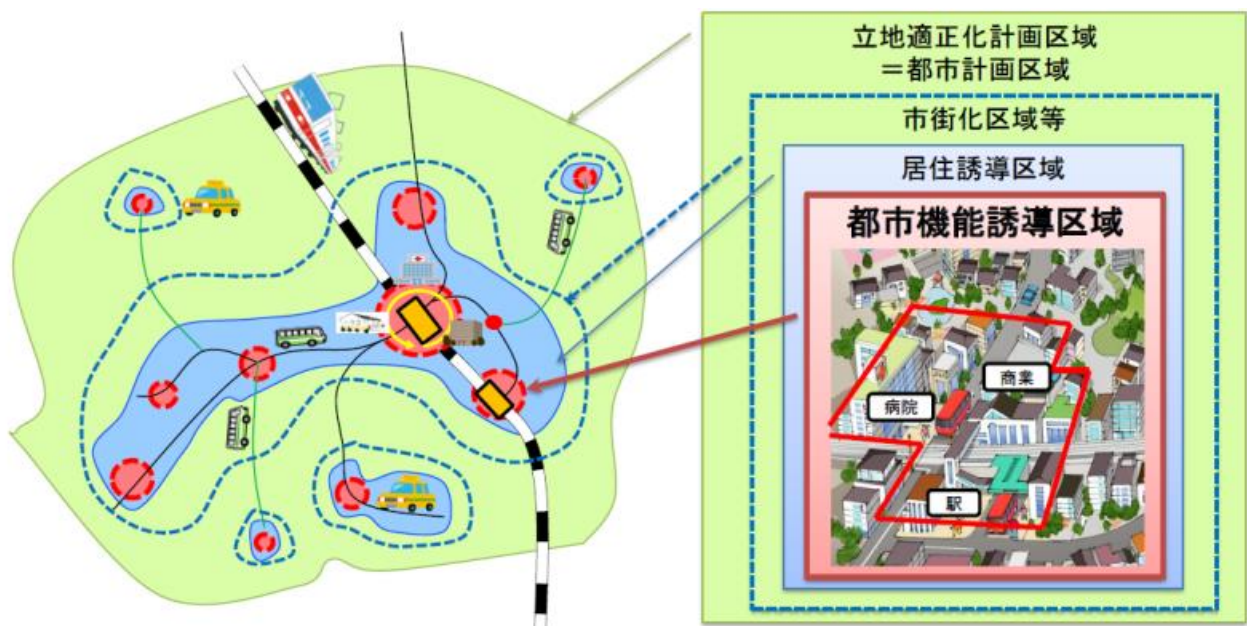 立地適正化計画区域
＝都市計画区域
市街化区域等
居住誘導区域
都市機能誘導区域
商業
病院
駅